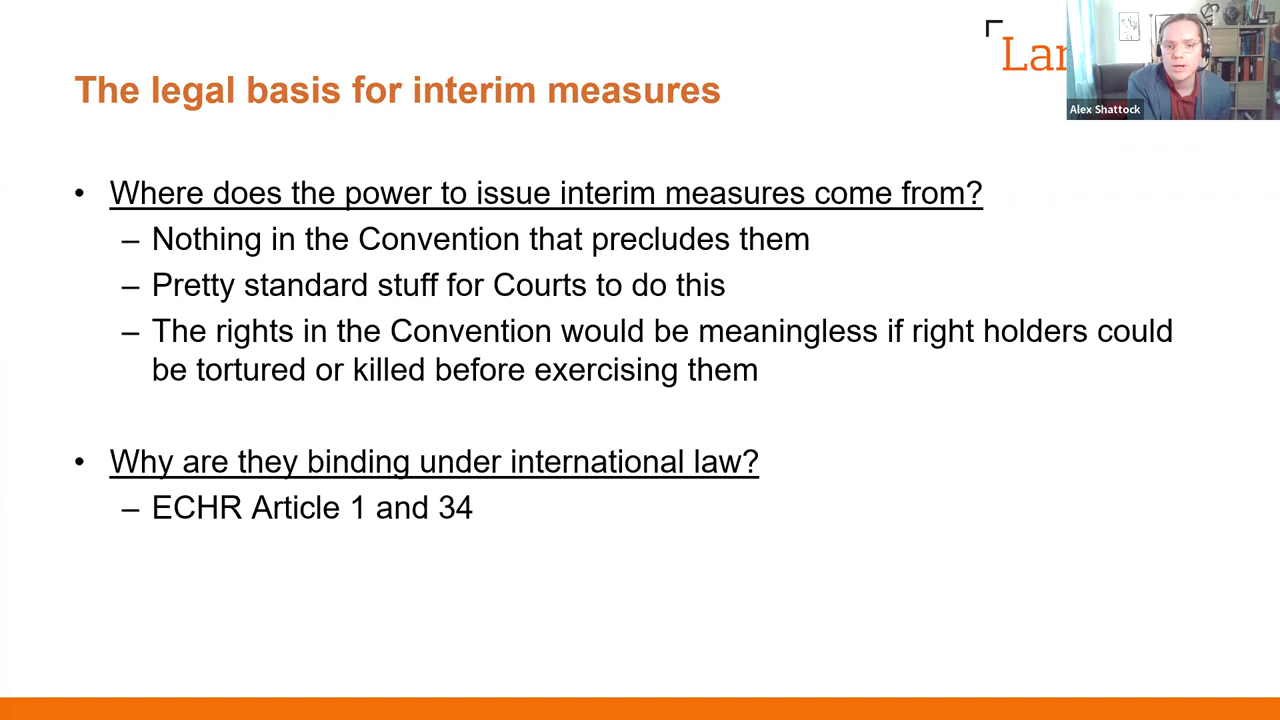 Lan
Alex Shattock
The legal basis for interim measures
• Where does the power to issue interim measures come from?
– Nothing in the Convention that precludes them
– Pretty standard stuff for Courts to do this
– The rights in the Convention would be meaningless if right holders could
be tortured or killed before exercising them
• Why are they binding under international law?
– ECHR Article 1 and 34